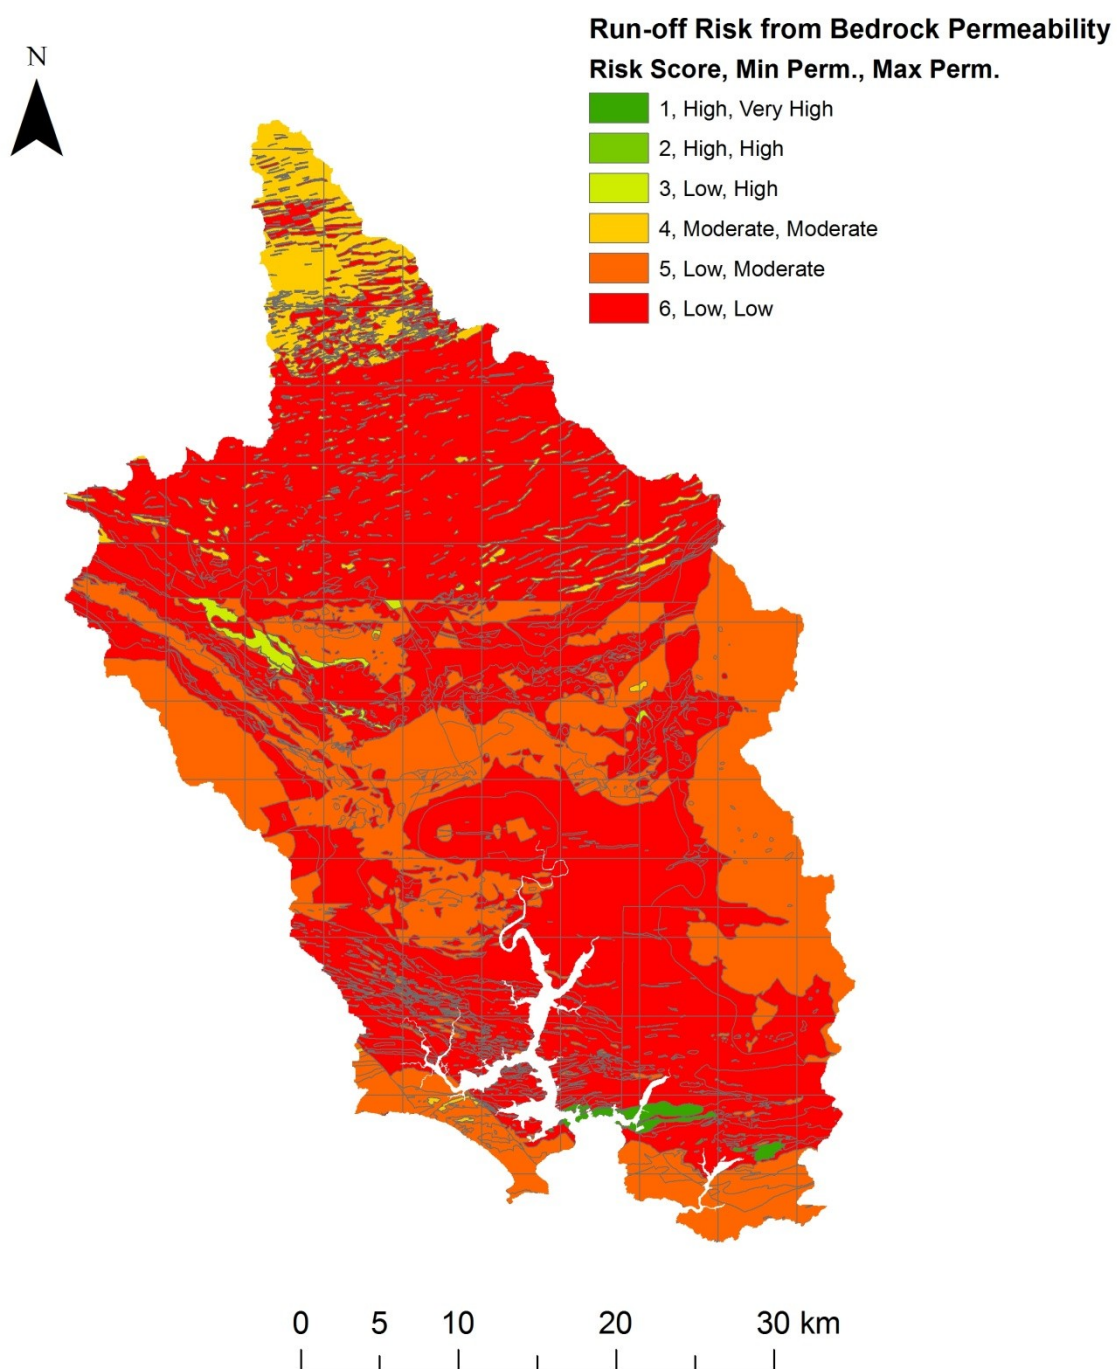 Run-off Risk from Bedrock Permeability
Risk Score, Min Perm., Max Perm.
N
1, High, Very High
2, High, High
3, Low, High
4, Moderate, Moderate
5, Low, Moderate
6, Low, Low
0 5 10 20 30 km